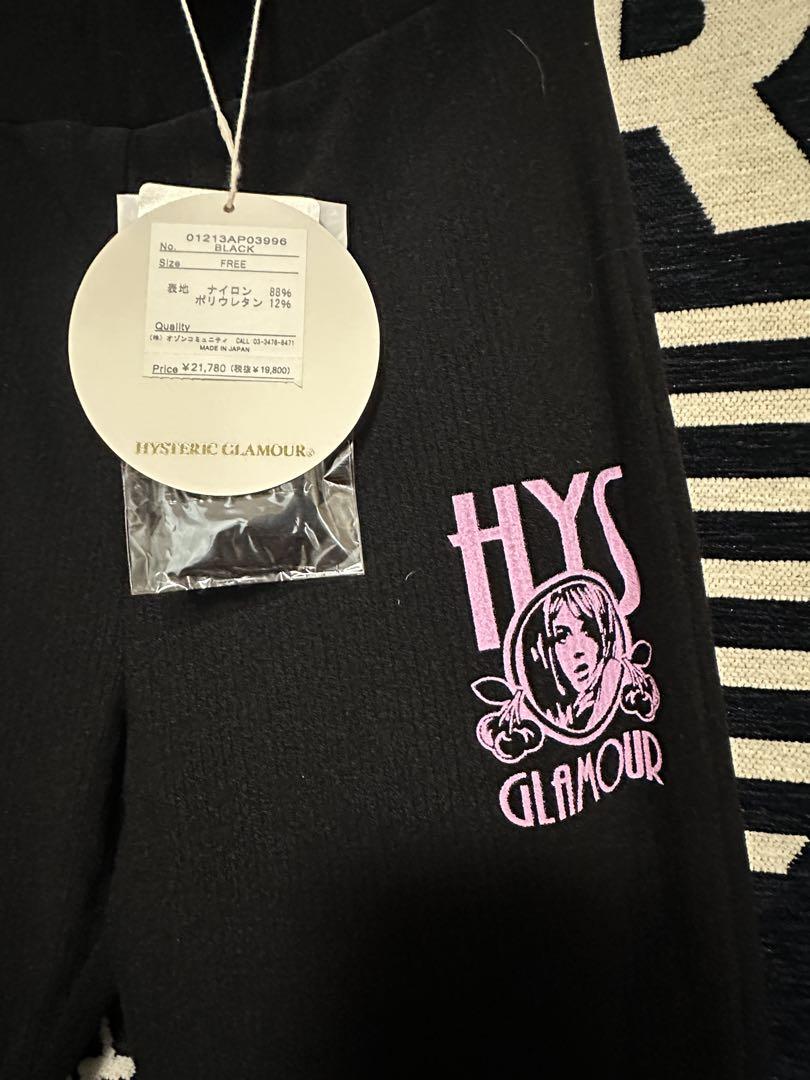 01213AP03996
No. BLACK
Size FREE
表地 ナイロン 88%
ポリウレタン 12%
Quality
(株) オゾンコミュニティ CALL 03-3478-8471
MADE IN JAPAN
Price ¥21,780 (税抜¥19,800)
HYSTERIC GLAMOUR®
HYS
GLAMOUR
R